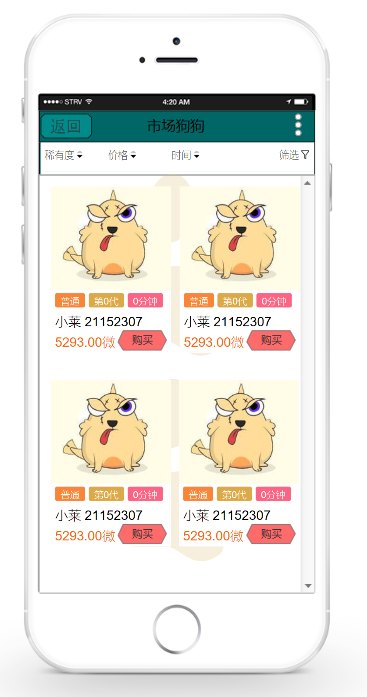 STRV 4:20 AM
返回 市场狗狗
稀有度 价格 时间 筛选
普通 第0代 0分钟 普通 第0代 0分钟
小莱 21152307 小莱 21152307
5293.00微 购买 5293.00微 购买
普通 第0代 0分钟 普通 第0代 0分钟
小莱 21152307 小莱 21152307
5293.00微 购买 5293.00微 购买